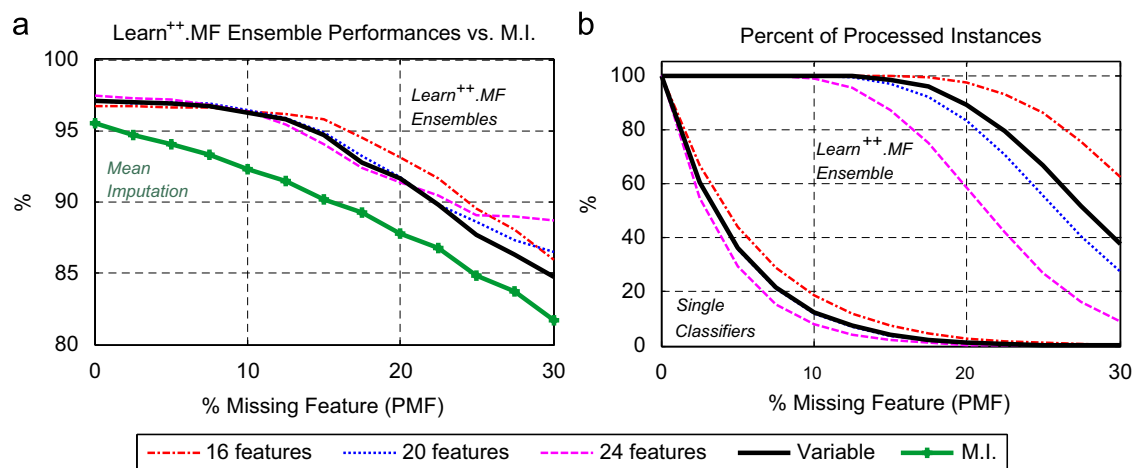 a
Learn++.MF Ensemble Performances vs. M.I.
100
95
90
85
80
%
Learn++.MF
Ensembles
Mean
Imputation
0
10
20
30
% Missing Feature (PMF)
b
Percent of Processed Instances
100
80
60
40
20
0
%
Learn++.MF
Ensemble
Single
Classifiers
0
10
20
30
% Missing Feature (PMF)
16 features
20 features
24 features
Variable
M.I.